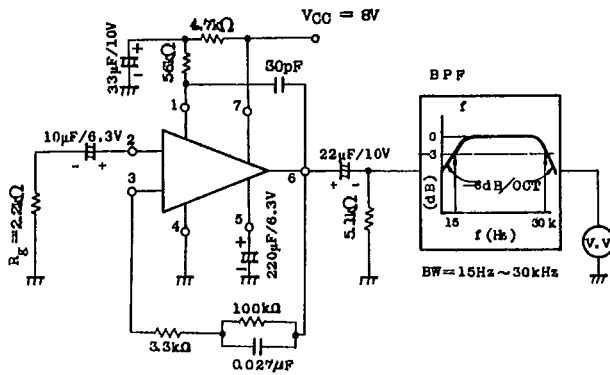 4.7kΩ
VCC = 8V
33μF/10V
+
-
56kΩ
30pF
1
7
10μF/6.3V
-
+
2
3
6
22μF/10V
+
-
4
5
+
-
220μF/6.3V
5.1kΩ
Rg=2.2kΩ
3.3kΩ
100kΩ
0.027μF
BPF
f
0
-3
(dB)
-6dB/OCT
15
30k
f(Hz)
BW=15Hz~30kHz
V.V